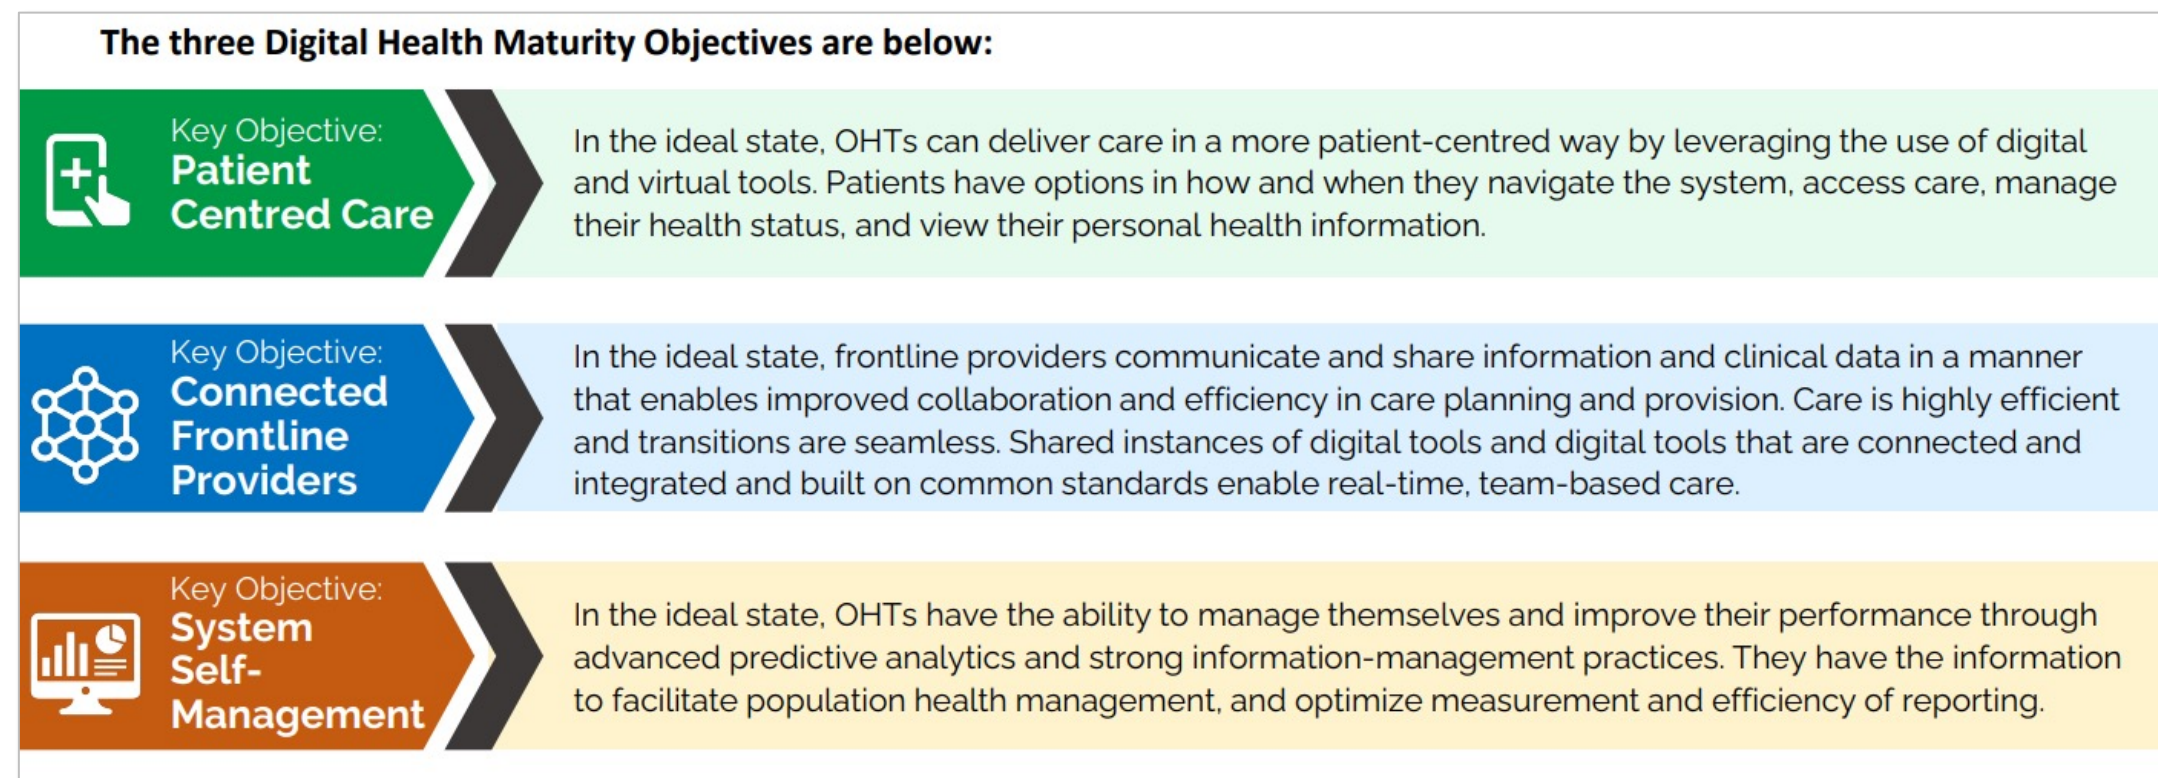 The three Digital Health Maturity Objectives are below:
Key Objective:
Patient
Centred Care
In the ideal state, OHTs can deliver care in a more patient-centred way by leveraging the use of digital
and virtual tools. Patients have options in how and when they navigate the system, access care, manage
their health status, and view their personal health information.
Key Objective:
Connected
Frontline
Providers
In the ideal state, frontline providers communicate and share information and clinical data in a manner
that enables improved collaboration and efficiency in care planning and provision. Care is highly efficient
and transitions are seamless. Shared instances of digital tools and digital tools that are connected and
integrated and built on common standards enable real-time, team-based care.
Key Objective:
System
Self-
Management
In the ideal state, OHTs have the ability to manage themselves and improve their performance through
advanced predictive analytics and strong information-management practices. They have the information
to facilitate population health management, and optimize measurement and efficiency of reporting.